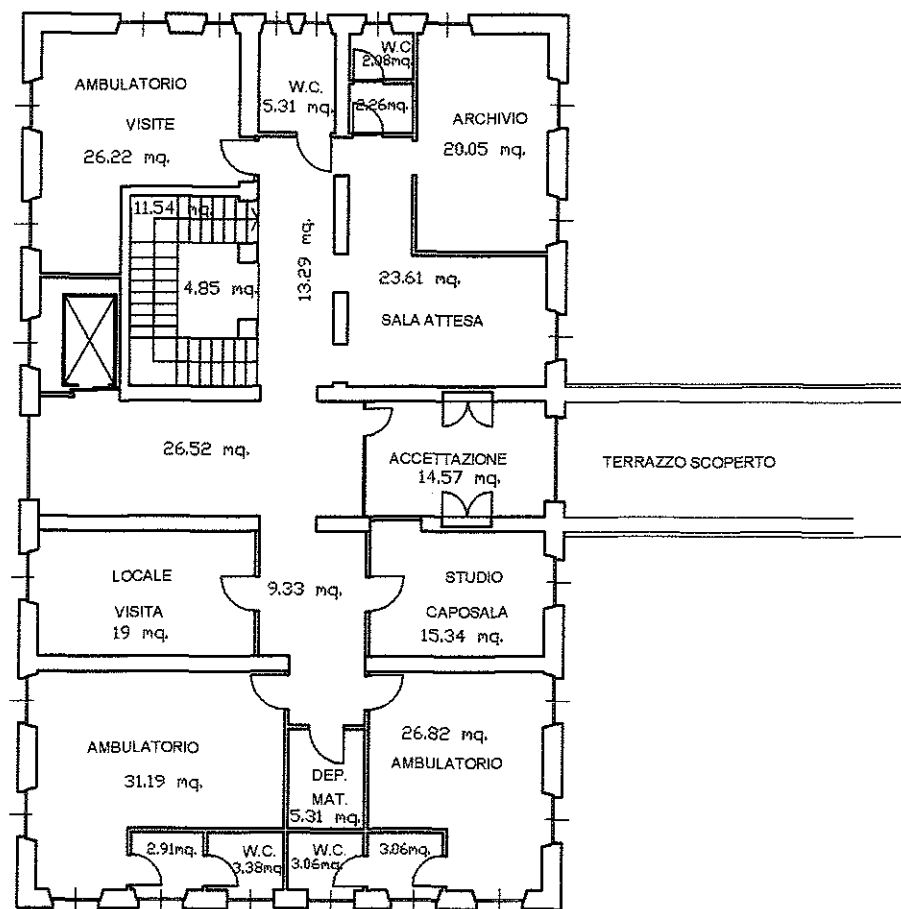 W.C
2.08mq.
AMBULATORIO
W.C.
5.31 mq.
2.26mq.
VISITE
ARCHIVIO
26.22 mq.
20.05 mq.
11.54 mq.
13.29 mq.
4.85 mq.
23.61 mq.
SALA ATTESA
26.52 mq.
ACCETTAZIONE
14.57 mq.
TERRAZZO SCOPERTO
LOCALE
VISITA
19 mq.
9.33 mq.
STUDIO
CAPOSALA
15.34 mq.
AMBULATORIO
31.19 mq.
26.82 mq.
AMBULATORIO
DEP.
MAT.
5.31 mq.
2.91mq.
W.C.
3.38mq.
W.C.
3.06mq.
3.06mq.